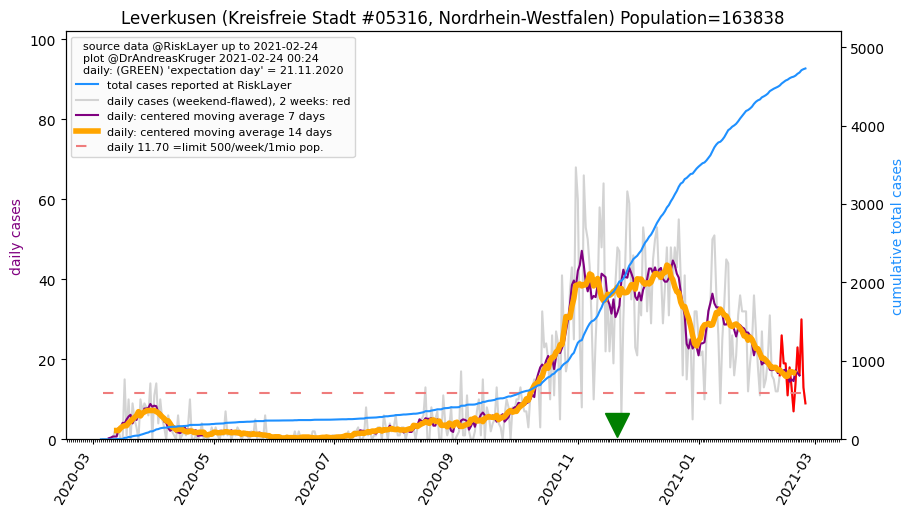 Leverkusen (Kreisfreie Stadt #05316, Nordrhein-Westfalen) Population=163838
source data @RiskLayer up to 2021-02-24
plot @DrAndreasKruger 2021-02-24 00:24
daily: (GREEN) 'expectation day' = 21.11.2020
total cases reported at RiskLayer
daily cases (weekend-flawed), 2 weeks: red
daily: centered moving average 7 days
daily: centered moving average 14 days
daily 11.70 =limit 500/week/1mio pop.
daily cases
100
80
60
40
20
0
5000
4000
3000
2000
1000
0
cumulative total cases
2020-03
2020-05
2020-07
2020-09
2020-11
2021-01
2021-03